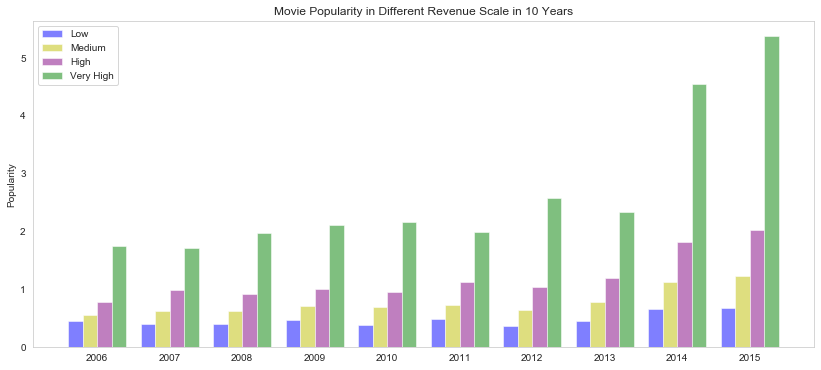 Movie Popularity in Different Revenue Scale in 10 Years
Low
Medium
High
Very High
Popularity
5
4
3
2
1
0
2006 2007 2008 2009 2010 2011 2012 2013 2014 2015